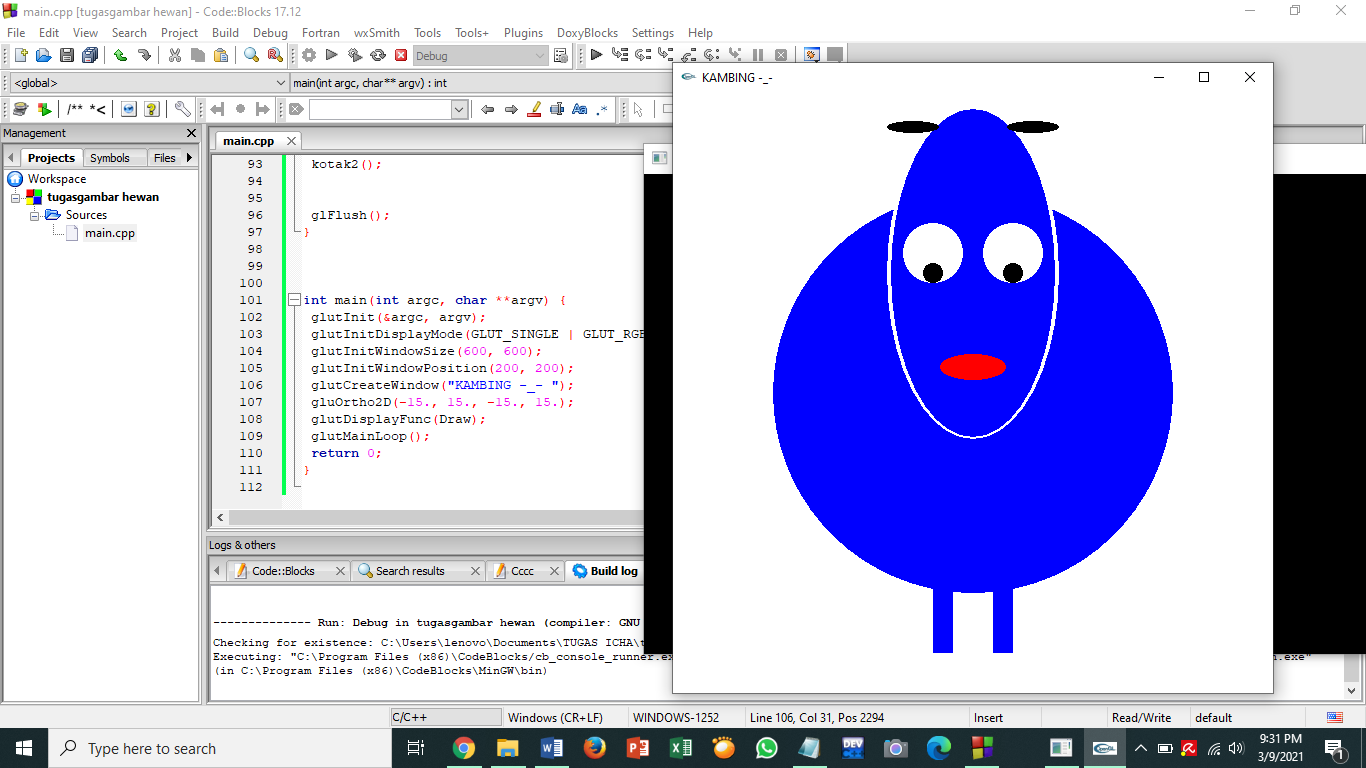 main.cpp [tugasgambar hewan] - Code::Blocks 17.12
File Edit View Search Project Build Debug Fortran wxSmith Tools Tools+ Plugins DoxyBlocks Settings Help
Debug
<global>
main(int argc, char** argv) : int
/** *<
Aa .*
KAMBING -_-
Management
Projects Symbols Files
Workspace
tugasgambar hewan
Sources
main.cpp
main.cpp
93 kotak2();
94
95
96 glFlush();
97 }
98
99
100
101 int main(int argc, char **argv) {
102 glutInit(&argc, argv);
103 glutInitDisplayMode(GLUT_SINGLE | GLUT_RGB
104 glutInitWindowSize(600, 600);
105 glutInitWindowPosition(200, 200);
106 glutCreateWindow("KAMBING -_- ");
107 gluOrtho2D(-15., 15., -15., 15.);
108 glutDisplayFunc(Draw);
109 glutMainLoop();
110 return 0;
111 }
112
Logs & others
Code::Blocks Search results Cccc Build log
-------------- Run: Debug in tugasgambar hewan (compiler: GNU
Checking for existence: C:\Users\lenovo\Documents\TUGAS ICHA\
Executing: "C:\Program Files (x86)\CodeBlocks/cb_console_runner.ex
.exe"
(in C:\Program Files (x86)\CodeBlocks\MinGW\bin)
C/C++ Windows (CR+LF) WINDOWS-1252 Line 106, Col 31, Pos 2294 Insert Read/Write default
Type here to search
DEV
9:31 PM
3/9/2021
1